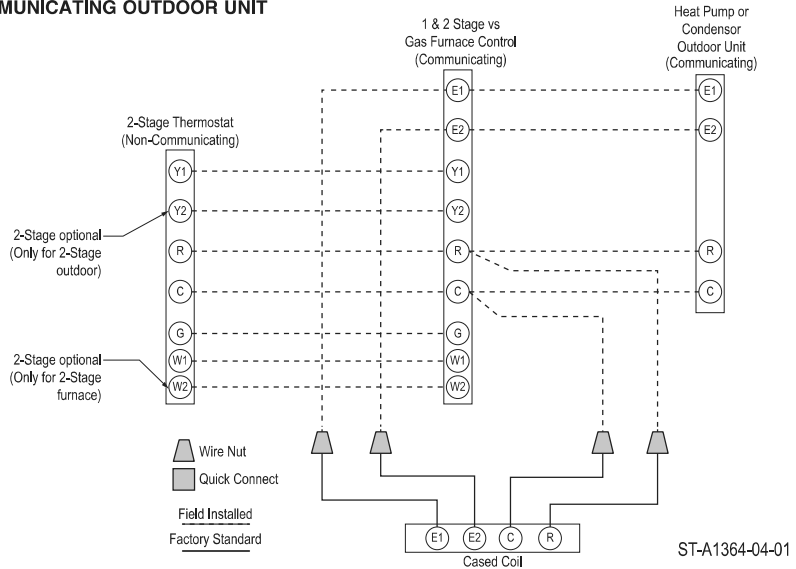 MUNICATING OUTDOOR UNIT
1 & 2 Stage vs
Gas Furnace Control
(Communicating)
Heat Pump or
Condensor
Outdoor Unit
(Communicating)
2-Stage Thermostat
(Non-Communicating)
Y1
Y2
R
C
G
W1
W2
E1
E2
Y1
Y2
R
C
G
W1
W2
E1
E2
R
C
2-Stage optional
(Only for 2-Stage
outdoor)
2-Stage optional
(Only for 2-Stage
furnace)
Wire Nut
Quick Connect
Field Installed
Factory Standard
E1
E2
C
R
Cased Coil
ST-A1364-04-01